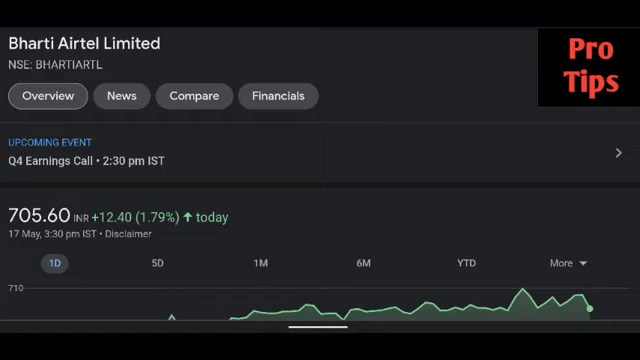 Bharti Airtel Limited
NSE: BHARTIARTL
Pro
Tips
Overview News Compare Financials
UPCOMING EVENT
Q4 Earnings Call • 2:30 pm IST
705.60 INR +12.40 (1.79%) ↑ today
17 May, 3:30 pm IST • Disclaimer
1D 5D 1M 6M YTD More
710